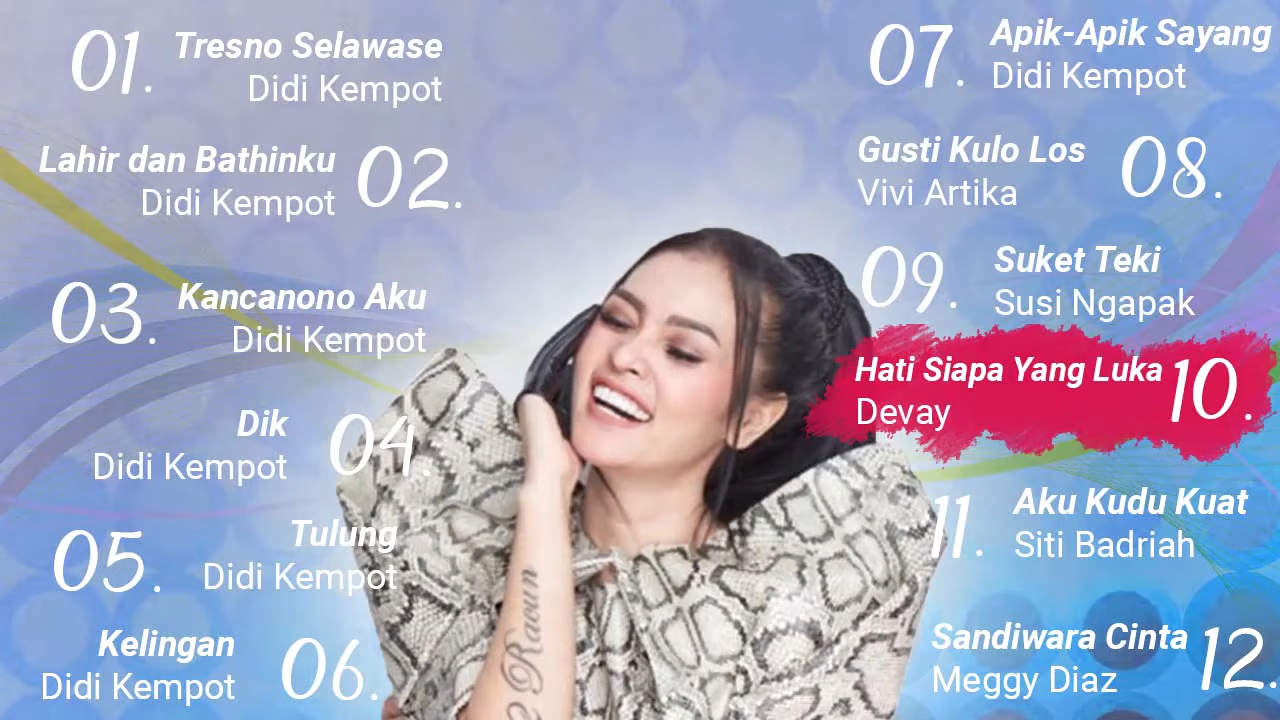 01. Tresno Selawase
Didi Kempot
Lahir dan Bathinku 02.
Didi Kempot
03. Kancanono Aku
Didi Kempot
Dik 04.
Didi Kempot
05. Tulung
Didi Kempot
Kelingan 06.
Didi Kempot
07. Apik-Apik Sayang
Didi Kempot
Gusti Kulo Los 08.
Vivi Artika
09. Suket Teki
Susi Ngapak
Hati Siapa Yang Luka 10.
Devay
11. Aku Kudu Kuat
Siti Badriah
Sandiwara Cinta 12.
Meggy Diaz